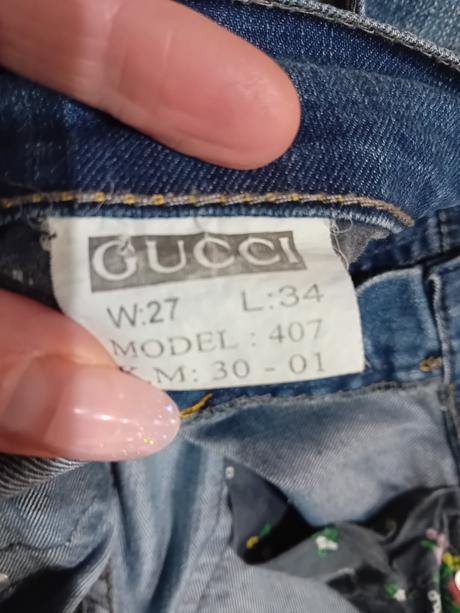 GUCCI
W:27 L:34
MODEL : 407
K.M: 30 - 01